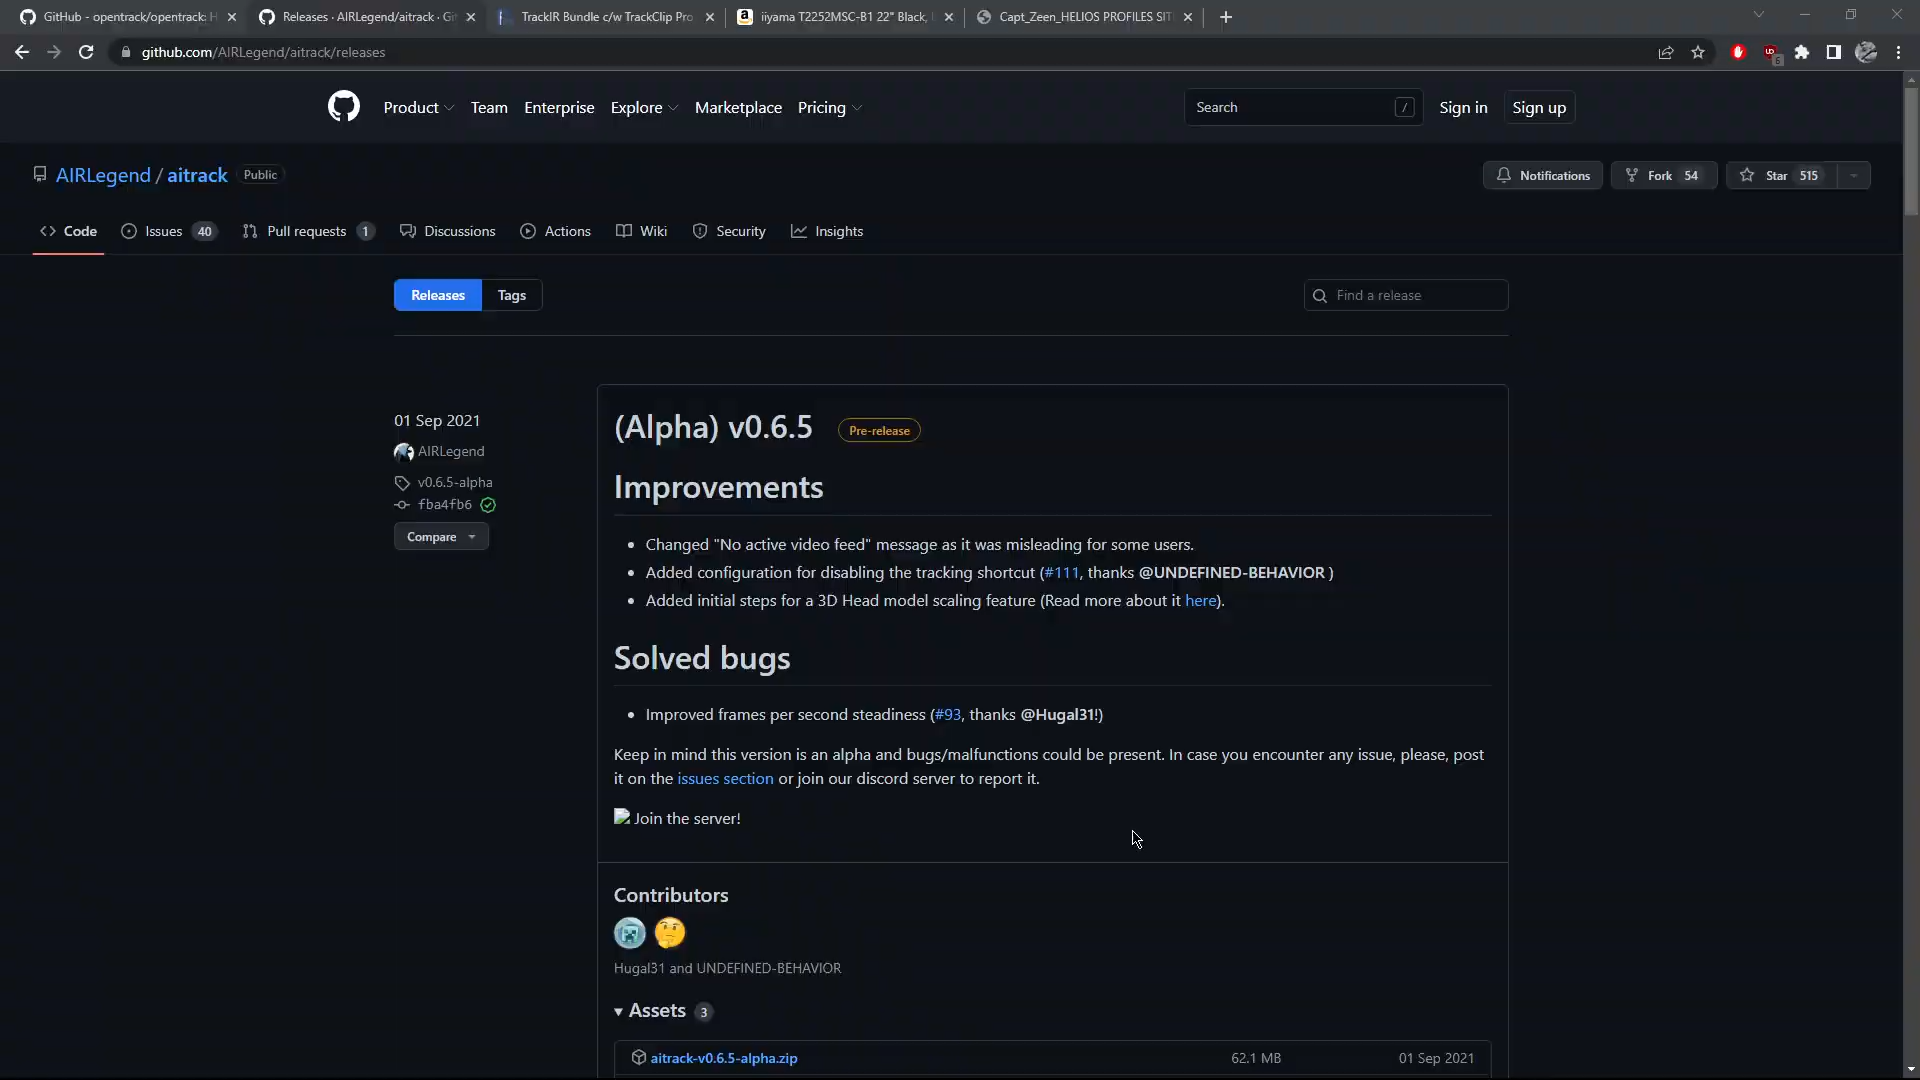 GitHub - opentrack/opentrack: H
Releases · AIRLegend/aitrack · Gi
TrackIR Bundle c/w TrackClip Pro
iiyama T2252MSC-B1 22" Black,
Capt_Zeen_HELIOS PROFILES SIT
github.com/AIRLegend/aitrack/releases
Product
Team
Enterprise
Explore
Marketplace
Pricing
Search
/
Sign in
Sign up
AIRLegend / aitrack
Public
Notifications
Fork 54
Star 515
Code
Issues 40
Pull requests 1
Discussions
Actions
Wiki
Security
Insights
Releases
Tags
Find a release
01 Sep 2021
AIRLegend
v0.6.5-alpha
fba4fb6
Compare
(Alpha) v0.6.5
Pre-release
Improvements
Changed "No active video feed" message as it was misleading for some users.
Added configuration for disabling the tracking shortcut (#111, thanks @UNDEFINED-BEHAVIOR )
Added initial steps for a 3D Head model scaling feature (Read more about it here).
Solved bugs
Improved frames per second steadiness (#93, thanks @Hugal31!)
Keep in mind this version is an alpha and bugs/malfunctions could be present. In case you encounter any issue, please, post
it on the issues section or join our discord server to report it.
Join the server!
Contributors
Hugal31 and UNDEFINED-BEHAVIOR
Assets 3
aitrack-v0.6.5-alpha.zip
62.1 MB
01 Sep 2021